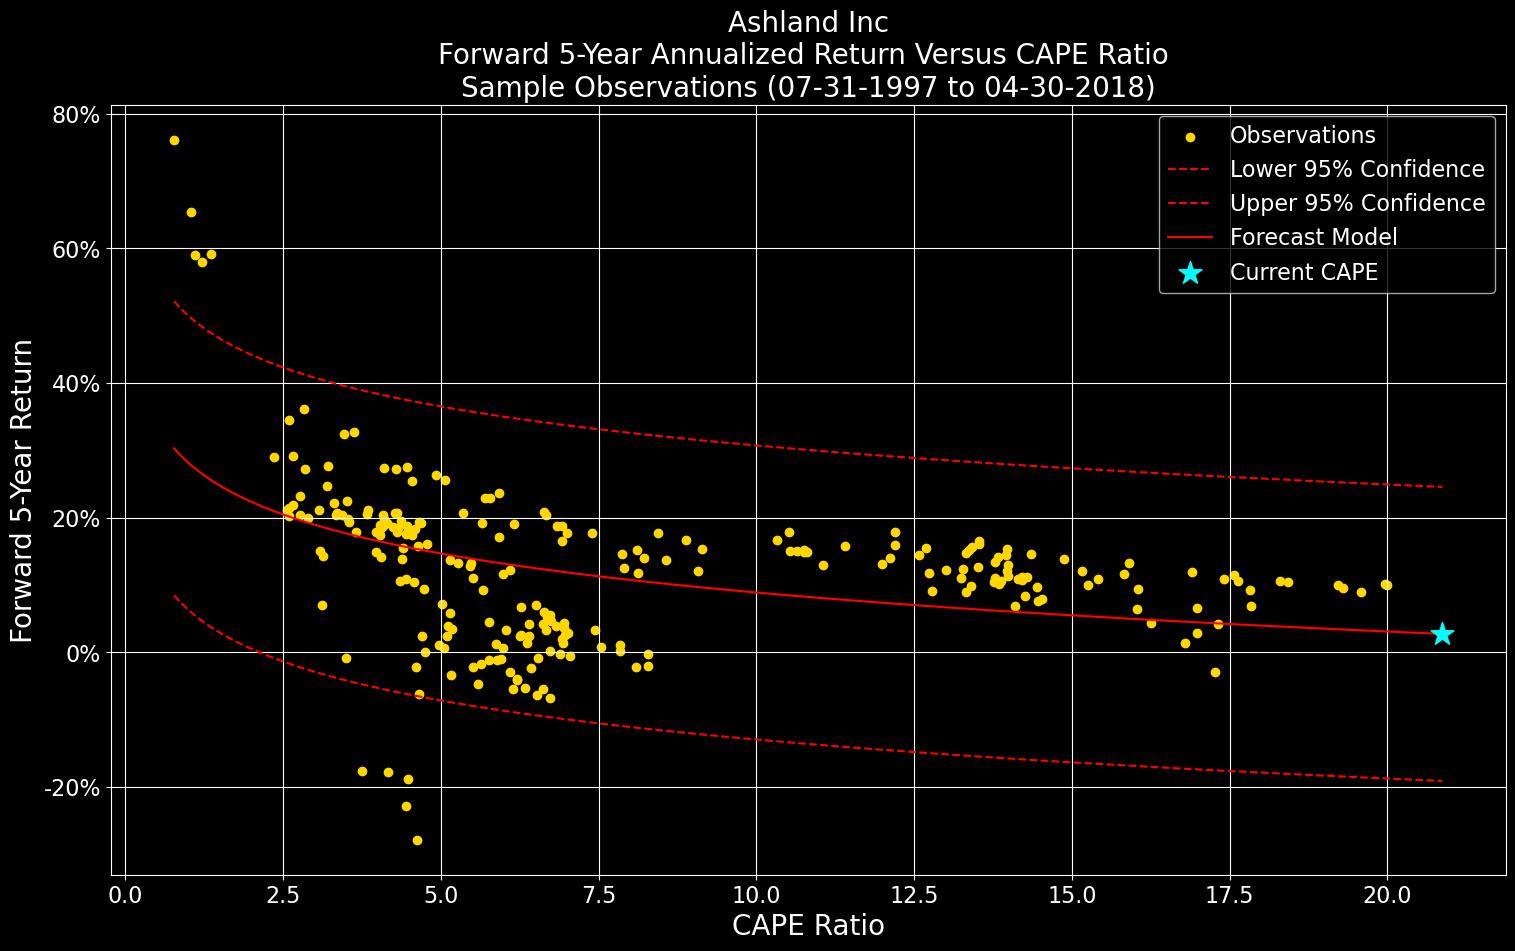 Ashland Inc
Forward 5-Year Annualized Return Versus CAPE Ratio
Sample Observations (07-31-1997 to 04-30-2018)
Observations
Lower 95% Confidence
Upper 95% Confidence
Forecast Model
Current CAPE
Forward 5-Year Return
80%
60%
40%
20%
0%
-20%
0.0 2.5 5.0 7.5 10.0 12.5 15.0 17.5 20.0
CAPE Ratio